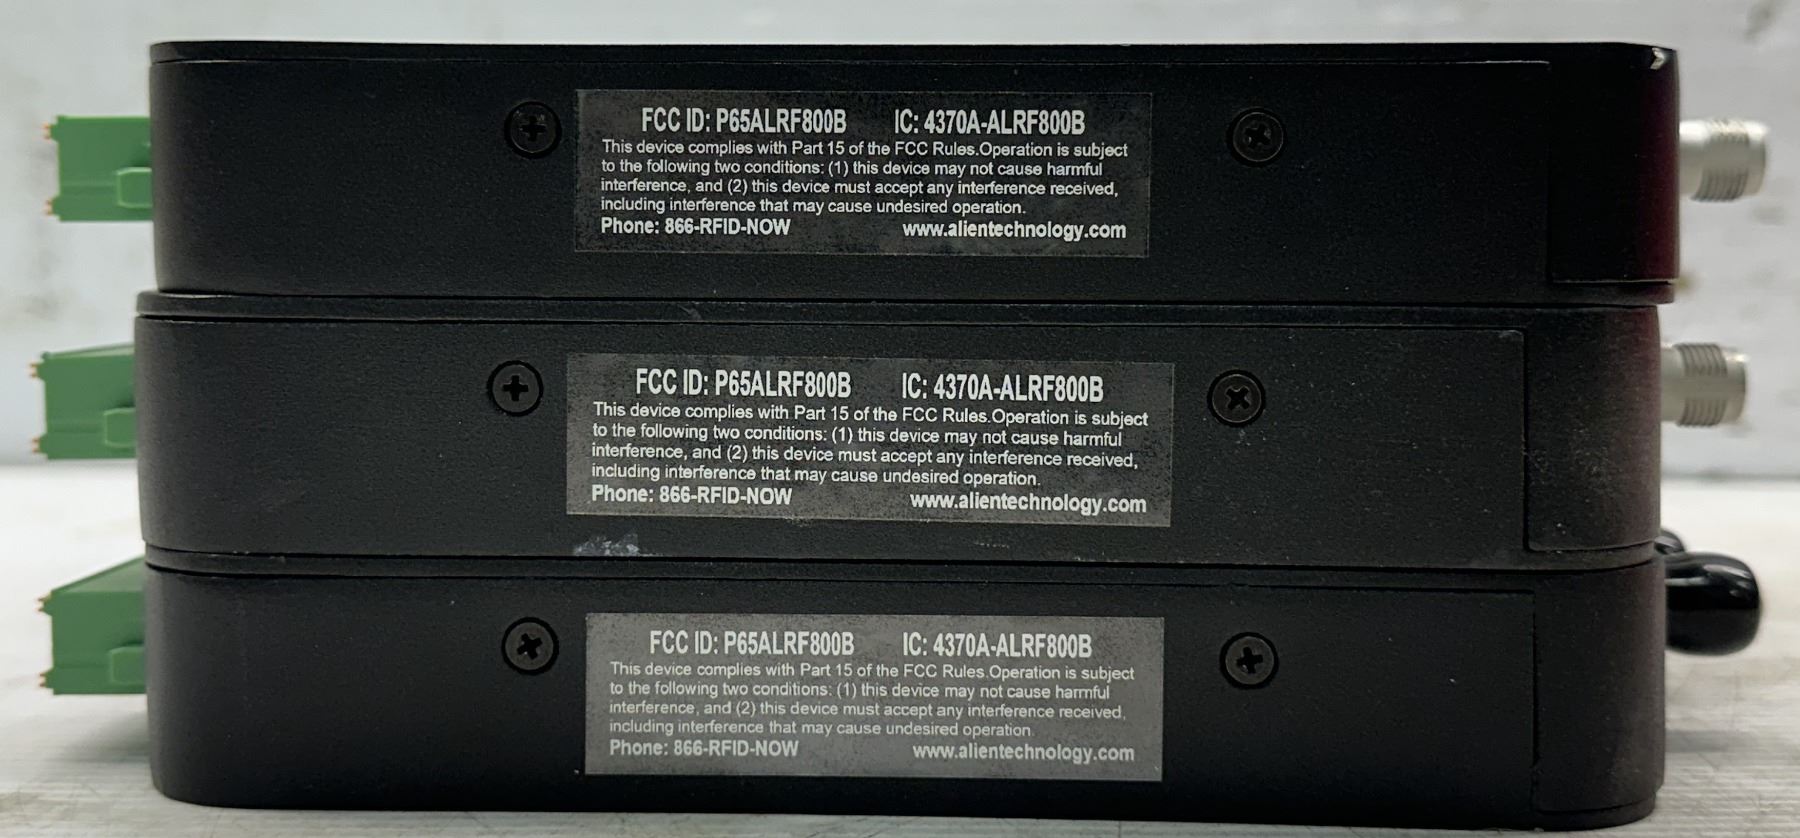 FCC ID: P65ALRF800B IC: 4370A-ALRF800B
This device complies with Part 15 of the FCC Rules.Operation is subject
to the following two conditions: (1) this device may not cause harmful
interference, and (2) this device must accept any interference received,
including interference that may cause undesired operation.
Phone: 866-RFID-NOW www.alientechnology.com
FCC ID: P65ALRF800B IC: 4370A-ALRF800B
This device complies with Part 15 of the FCC Rules.Operation is subject
to the following two conditions: (1) this device may not cause harmful
interference, and (2) this device must accept any interference received,
including interference that may cause undesired operation.
Phone: 866-RFID-NOW www.alientechnology.com
FCC ID: P65ALRF800B IC: 4370A-ALRF800B
This device complies with Part 15 of the FCC Rules.Operation is subject
to the following two conditions: (1) this device may not cause harmful
interference, and (2) this device must accept any interference received,
including interference that may cause undesired operation.
Phone: 866-RFID-NOW www.alientechnology.com